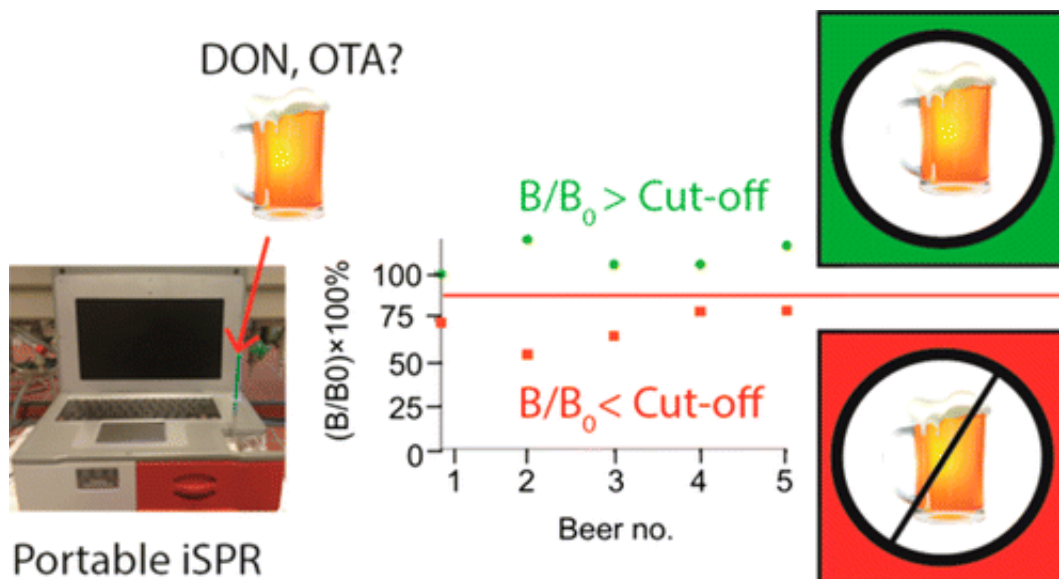 DON, OTA?
B/B₀ > Cut-off
(B/B0)×100%
100
75
50
25
0
B/B₀ < Cut-off
1 2 3 4 5
Beer no.
Portable iSPR